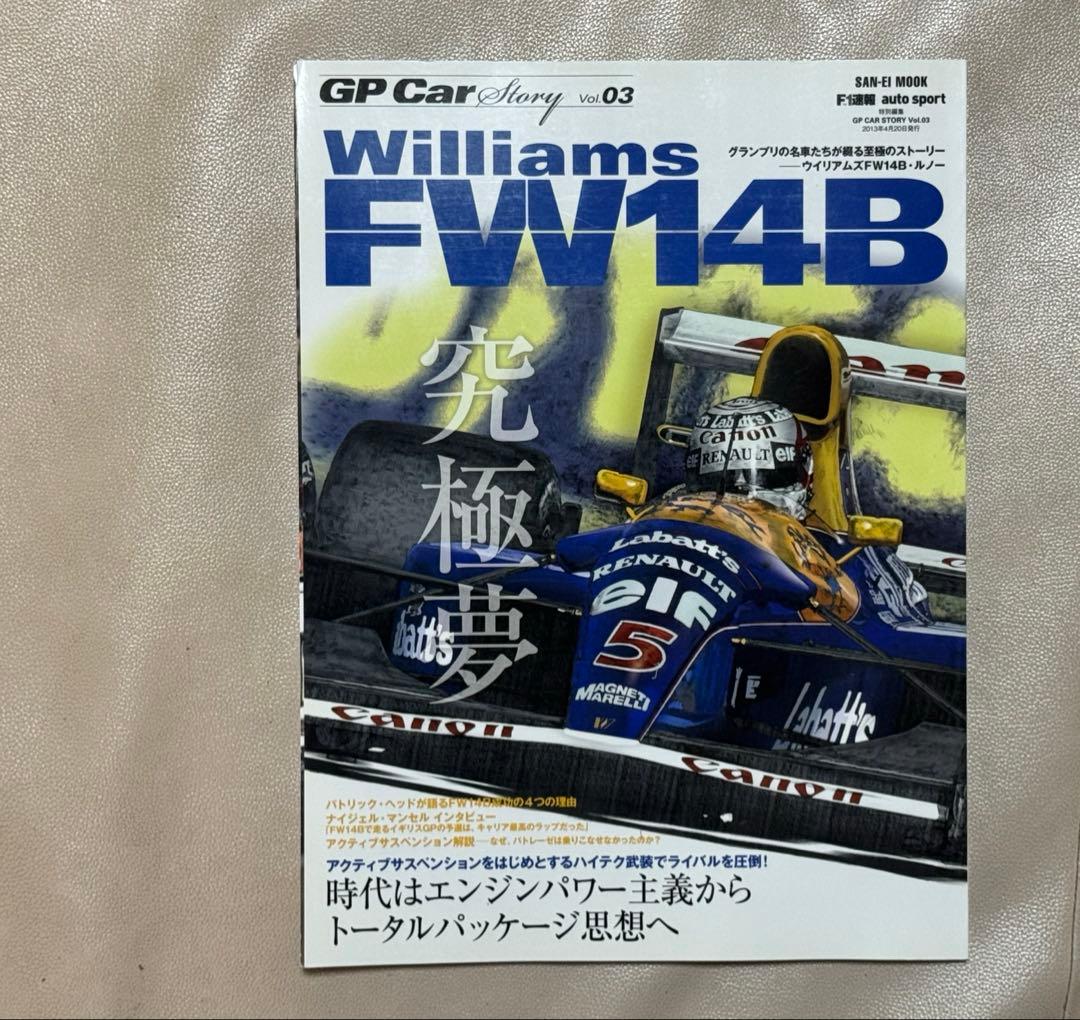 GP Car Story Vol.03
SAN-EI MOOK
F1速報 auto sport
特別編集
GP CAR STORY Vol.03
2013年4月20日発行
Williams
FW14B
グランプリの名車たちが綴る至極のストーリー
──ウイリアムズFW14B・ルノー
究極夢
Canon
Labatt's
Canon
elf RENAULT elf
Labatt's
RENAULT
elf
5
MAGNETI
MARELLI
batt's
Labatt's
Canon
Canon
パトリック・ヘッドが語るFW14B成功の4つの理由
ナイジェル・マンセル インタビュー
「FW14Bで走るイギリスGPの予選は、キャリア最高のラップだった」
アクティブサスペンション解説──なぜ、パトレーゼは乗りこなせなかったのか？
アクティブサスペンションをはじめとするハイテク武装でライバルを圧倒！
時代はエンジンパワー主義から
トータルパッケージ思想へ